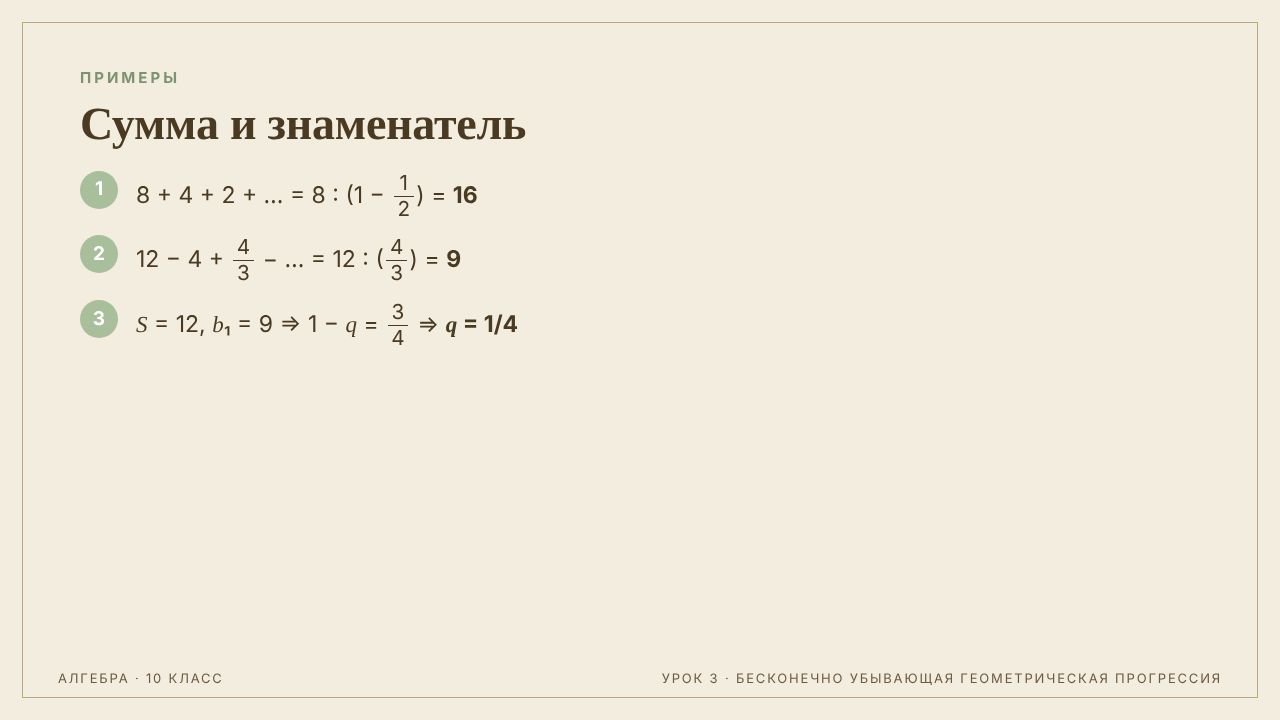 ПРИМЕРЫ
Сумма и знаменатель
1 8 + 4 + 2 + … = 8 : (1 − 1/2) = 16
2 12 − 4 + 4/3 − … = 12 : (4/3) = 9
3 S = 12, b₁ = 9 ⇒ 1 − q = 3/4 ⇒ q = 1/4
АЛГЕБРА · 10 КЛАСС
УРОК 3 · БЕСКОНЕЧНО УБЫВАЮЩАЯ ГЕОМЕТРИЧЕСКАЯ ПРОГРЕССИЯ